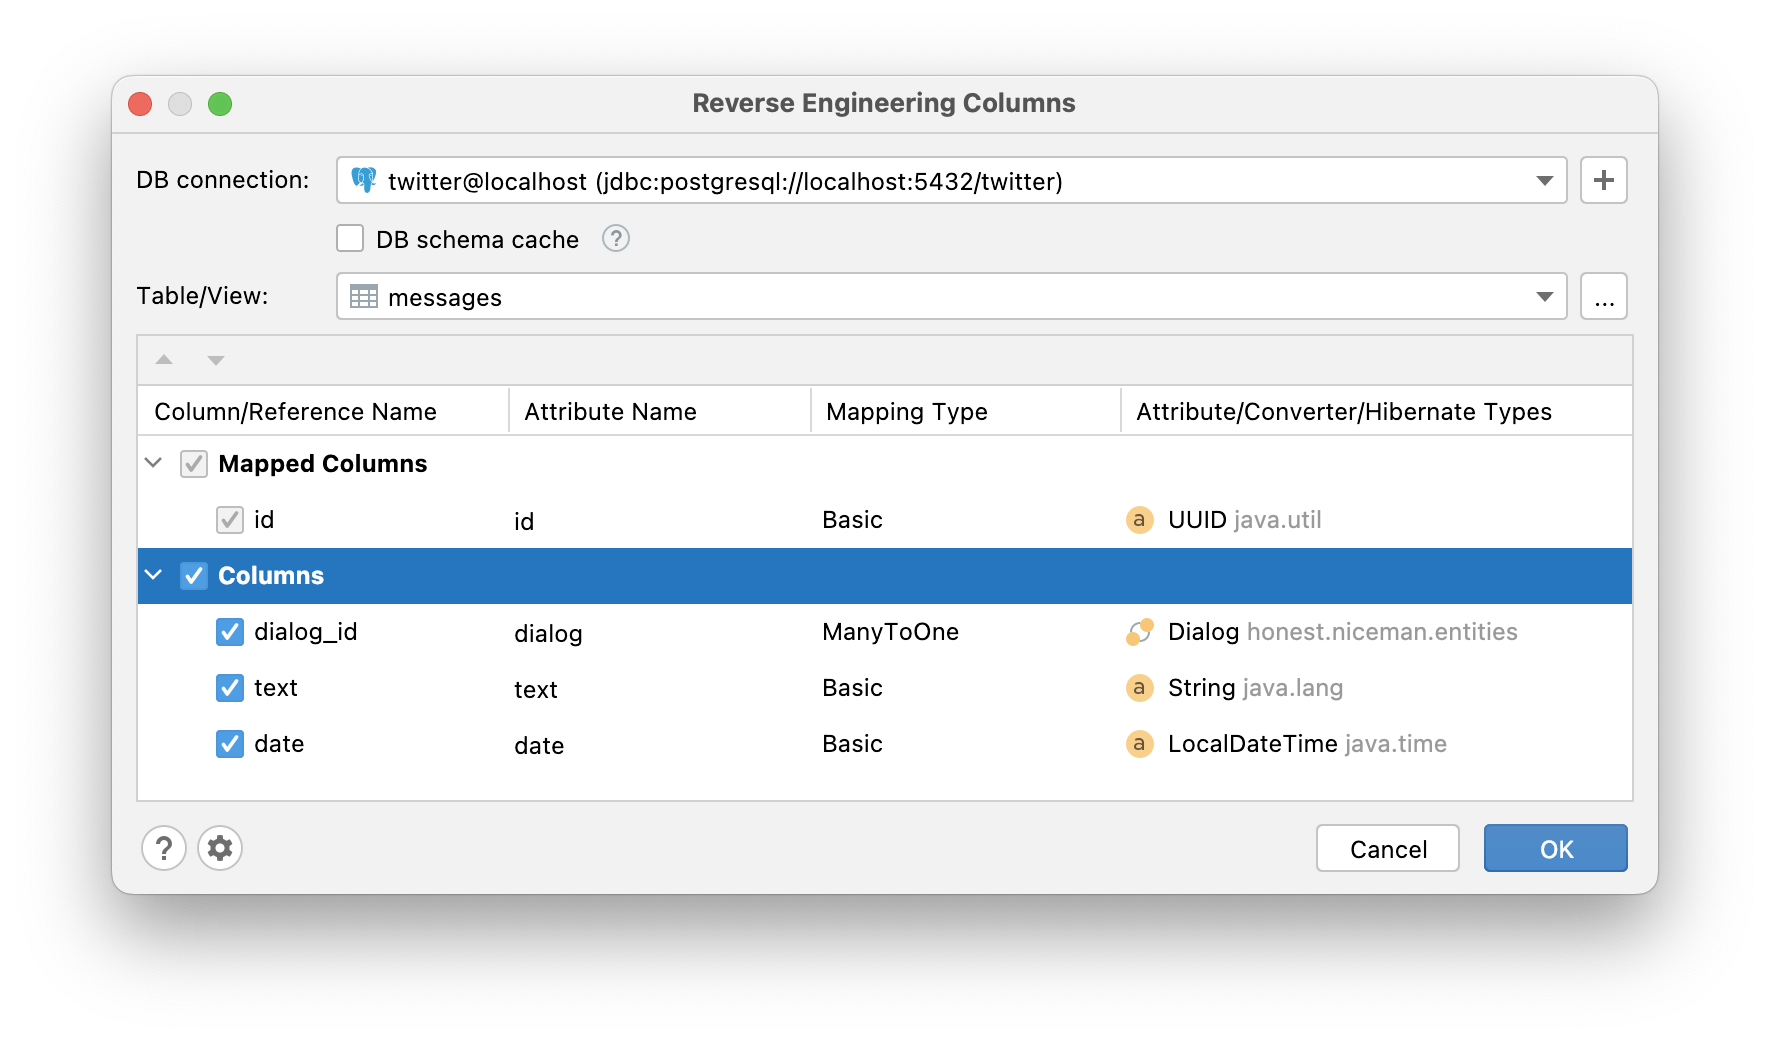 Reverse Engineering Columns
DB connection: twitter@localhost (jdbc:postgresql://localhost:5432/twitter) +
DB schema cache ?
Table/View: messages ...
Column/Reference Name Attribute Name Mapping Type Attribute/Converter/Hibernate Types
Mapped Columns
id id Basic a UUID java.util
Columns
dialog_id dialog ManyToOne Dialog honest.niceman.entities
text text Basic a String java.lang
date date Basic a LocalDateTime java.time
? Cancel OK